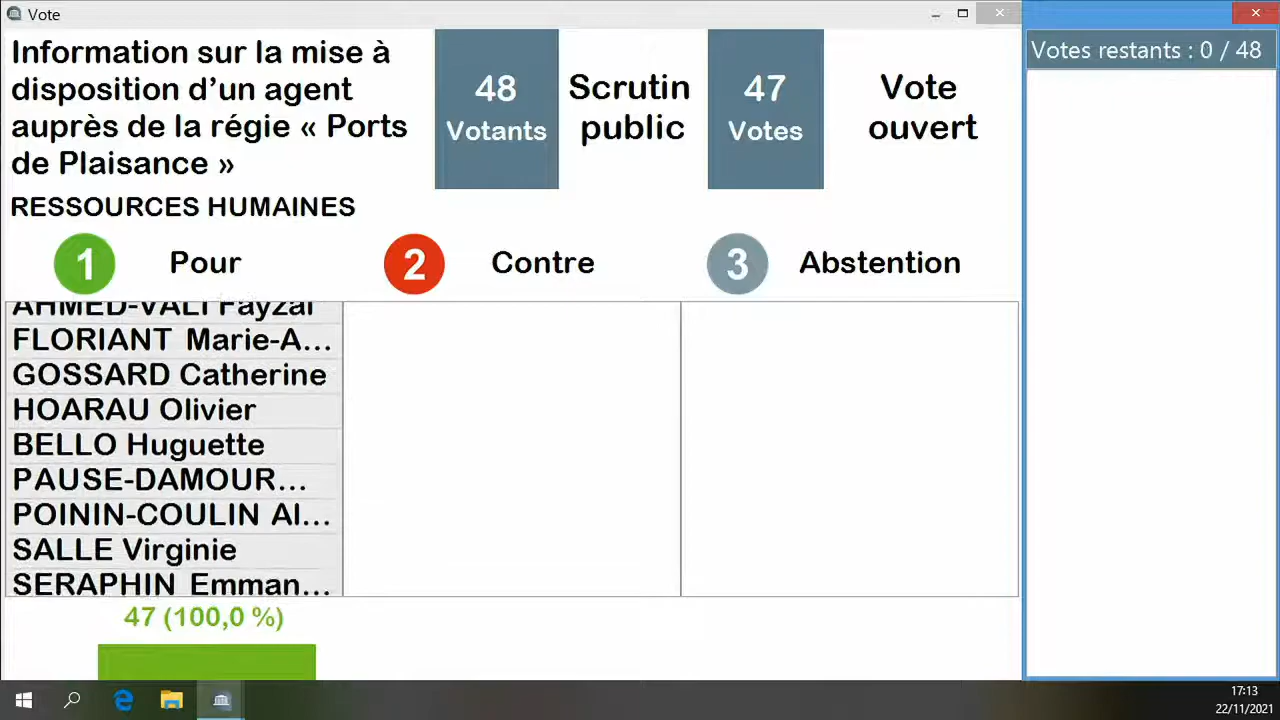 Vote
Information sur la mise à
disposition d’un agent
auprès de la régie « Ports
de Plaisance »
RESSOURCES HUMAINES
48
Votants
Scrutin
public
47
Votes
Vote
ouvert
Votes restants : 0 / 48
1 Pour
2 Contre
3 Abstention
AHMED-VALI Fayzal
FLORIANT Marie-A...
GOSSARD Catherine
HOARAU Olivier
BELLO Huguette
PAUSE-DAMOUR...
POININ-COULIN Al...
SALLE Virginie
SERAPHIN Emman...
47 (100,0 %)
17:13
22/11/2021